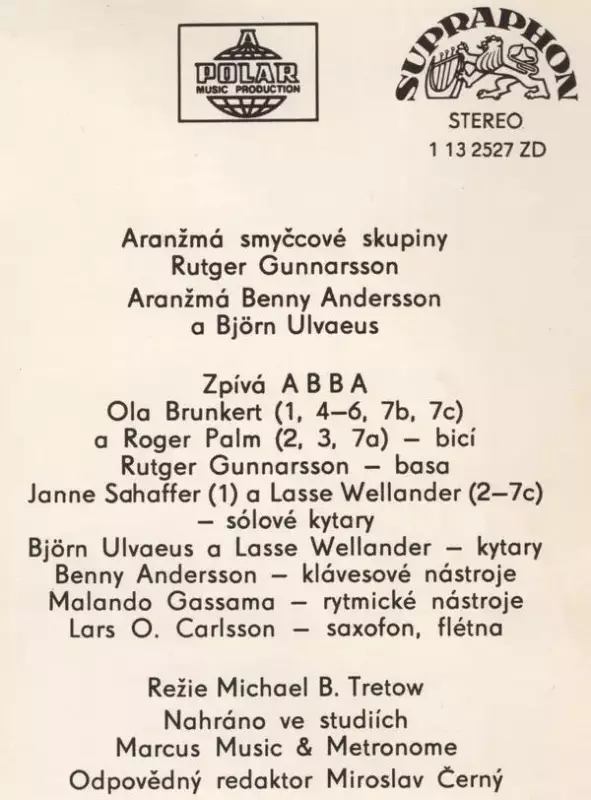 A
POLAR
MUSIC PRODUCTION
SUPRAPHON
STEREO
1 13 2527 ZD
Aranžmá smyčcové skupiny
Rutger Gunnarsson
Aranžmá Benny Andersson
a Björn Ulvaeus
Zpívá ABBA
Ola Brunkert (1, 4–6, 7b, 7c)
a Roger Palm (2, 3, 7a) – bicí
Rutger Gunnarsson – basa
Janne Sahaffer (1) a Lasse Wellander (2–7c)
– sólové kytary
Björn Ulvaeus a Lasse Wellander – kytary
Benny Andersson – klávesové nástroje
Malando Gassama – rytmické nástroje
Lars O. Carlsson – saxofon, flétna
Režie Michael B. Tretow
Nahráno ve studiích
Marcus Music & Metronome
Odpovědný redaktor Miroslav Černý